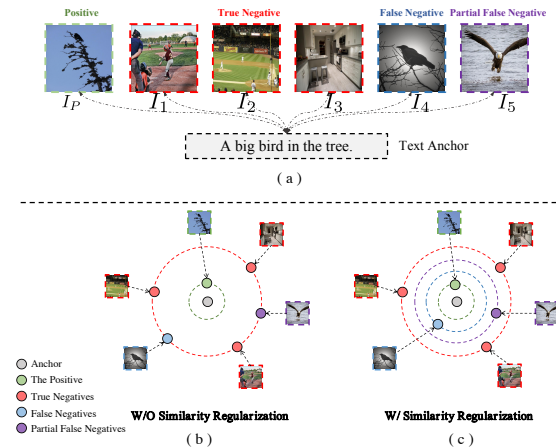 Positive True Negative False Negative Partial False Negative
I_P I_1 I_2 I_3 I_4 I_5
A big bird in the tree. Text Anchor
( a )
Anchor
The Positive
True Negatives
False Negatives
Partial False Negatives
W/O Similarity Regularization W/ Similarity Regularization
( b ) ( c )